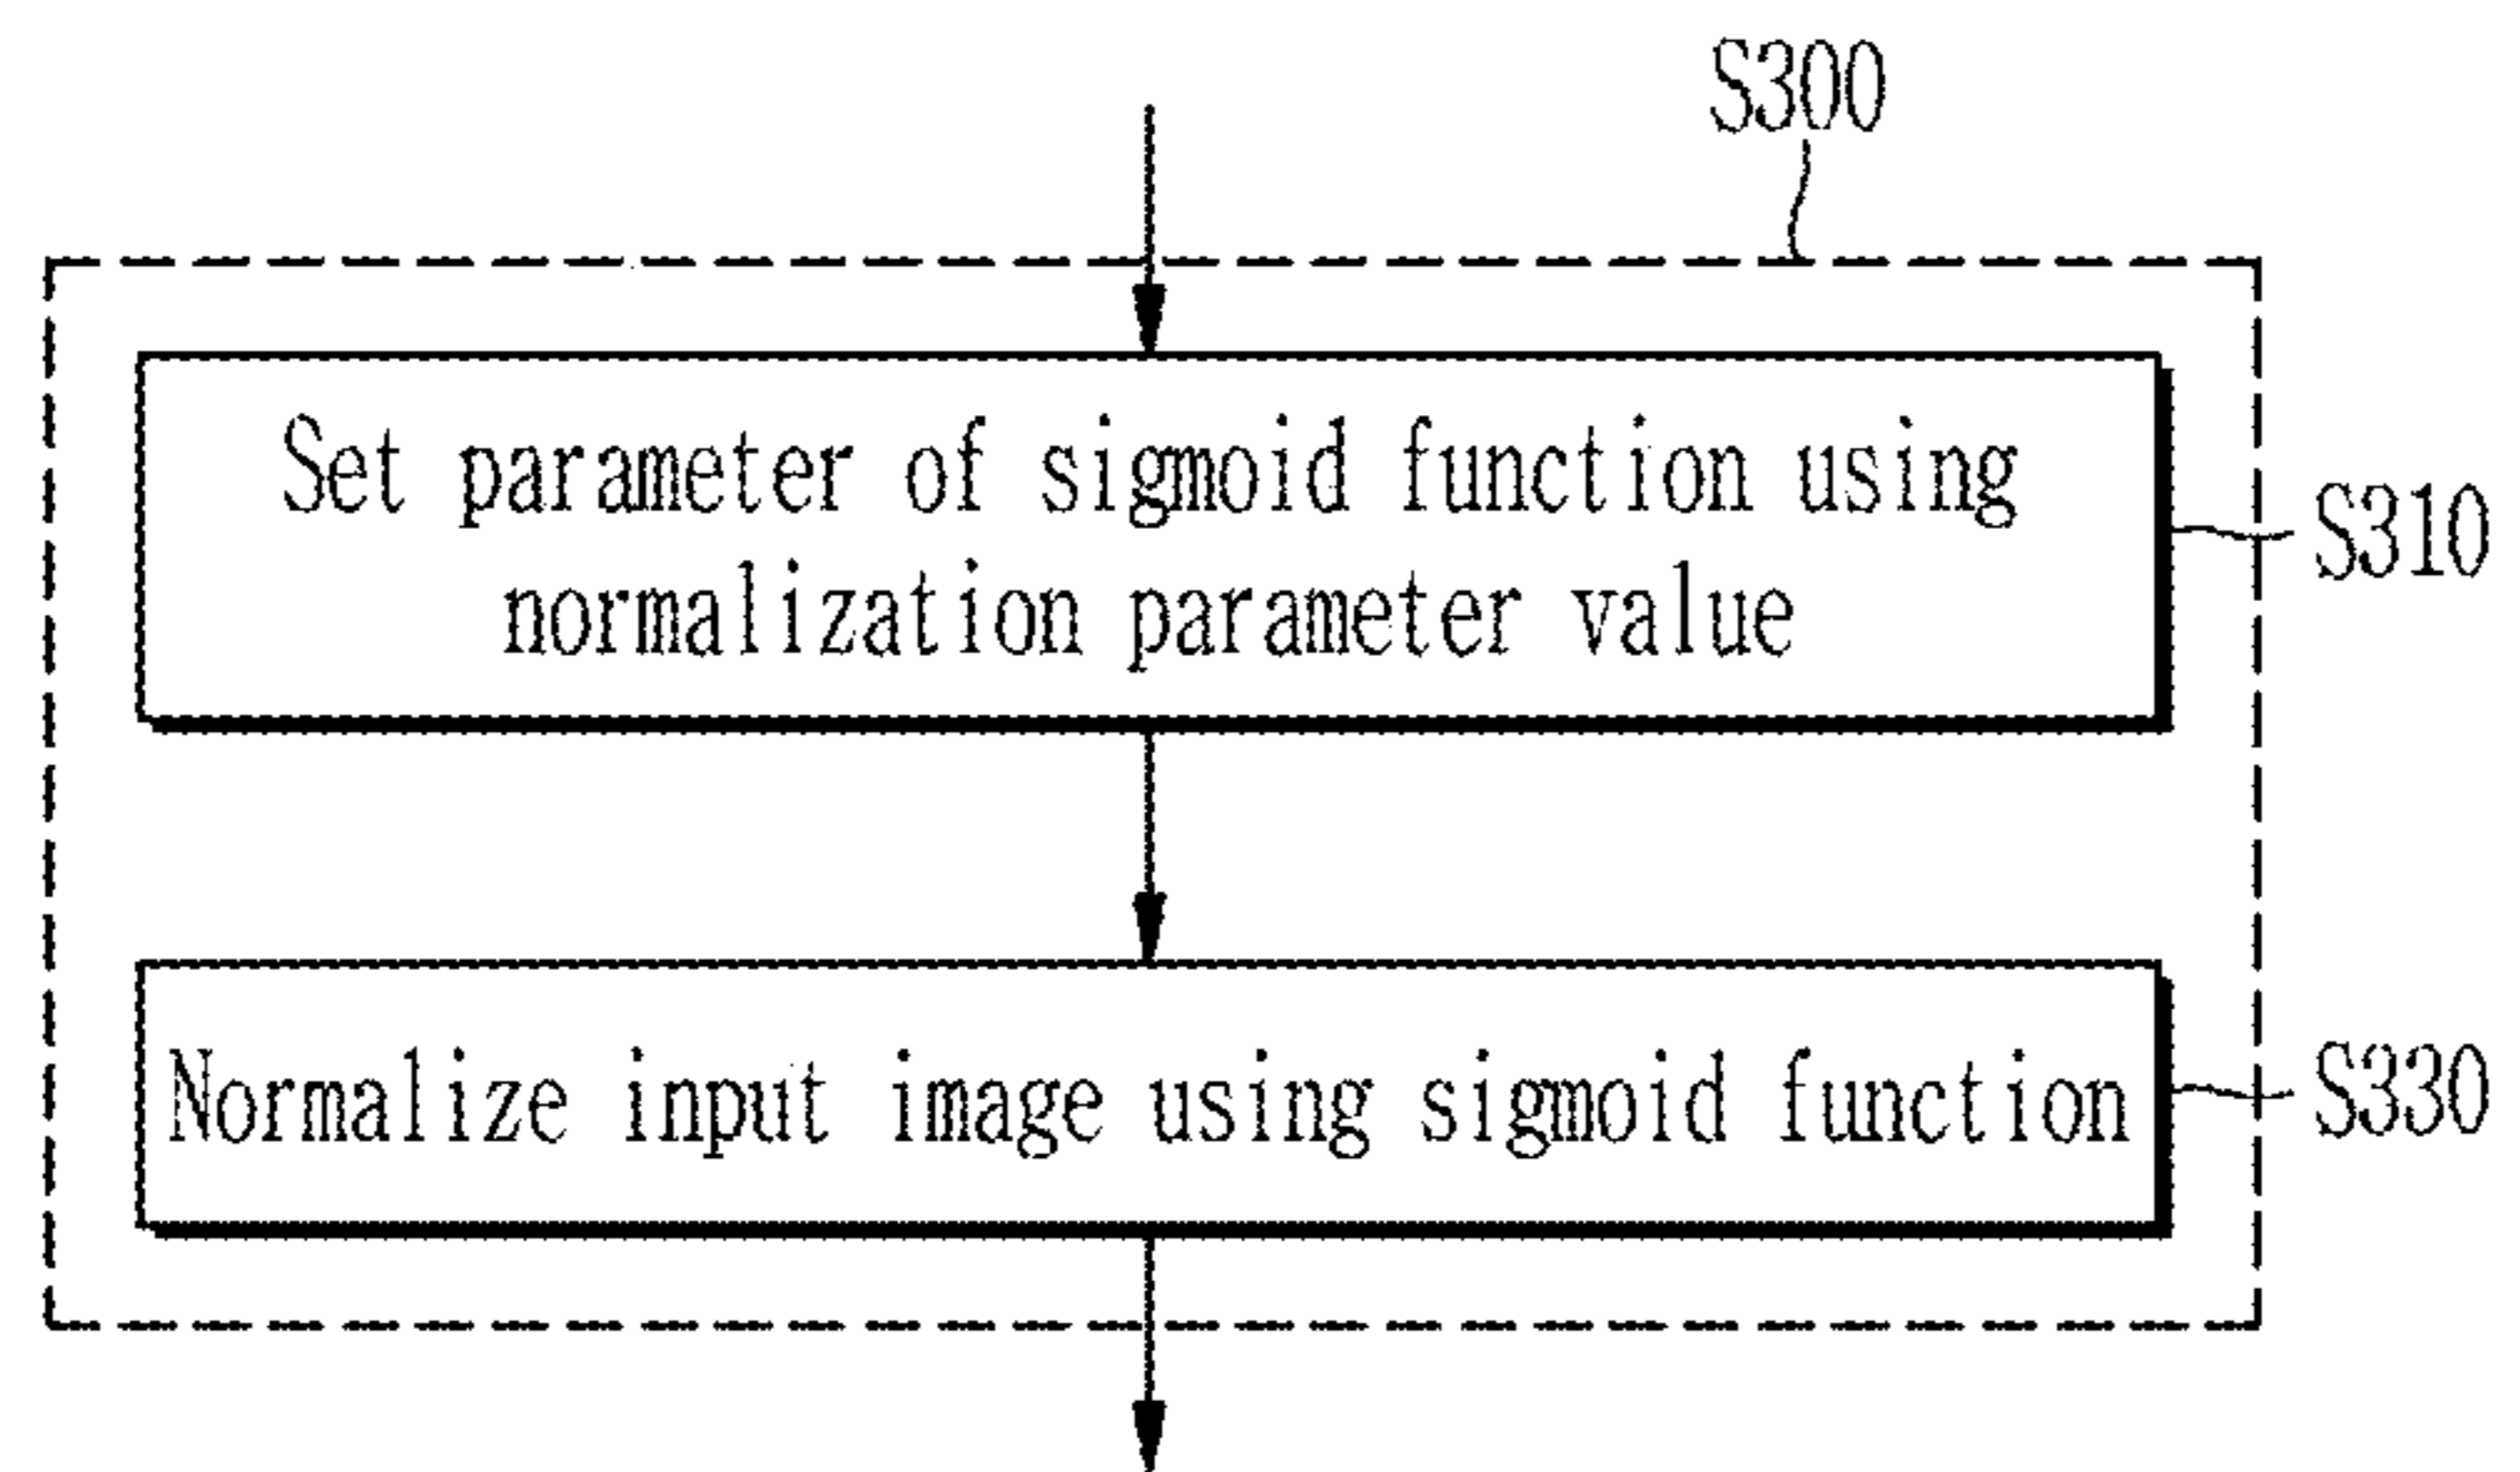 S300
Set parameter of sigmoid function using
normalization parameter value
S310
Normalize input image using sigmoid function
S330